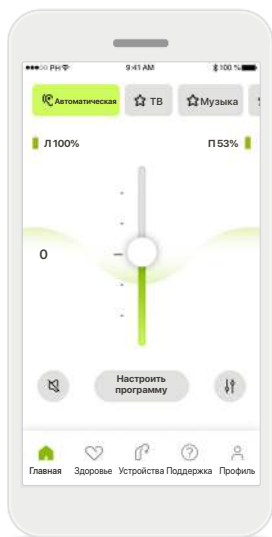 PH 9:41 AM 100 %
Автоматическая ТВ Музыка
Л 100% П 53%
0
Настроить
программу
Главная Здоровье Устройства Поддержка Профиль